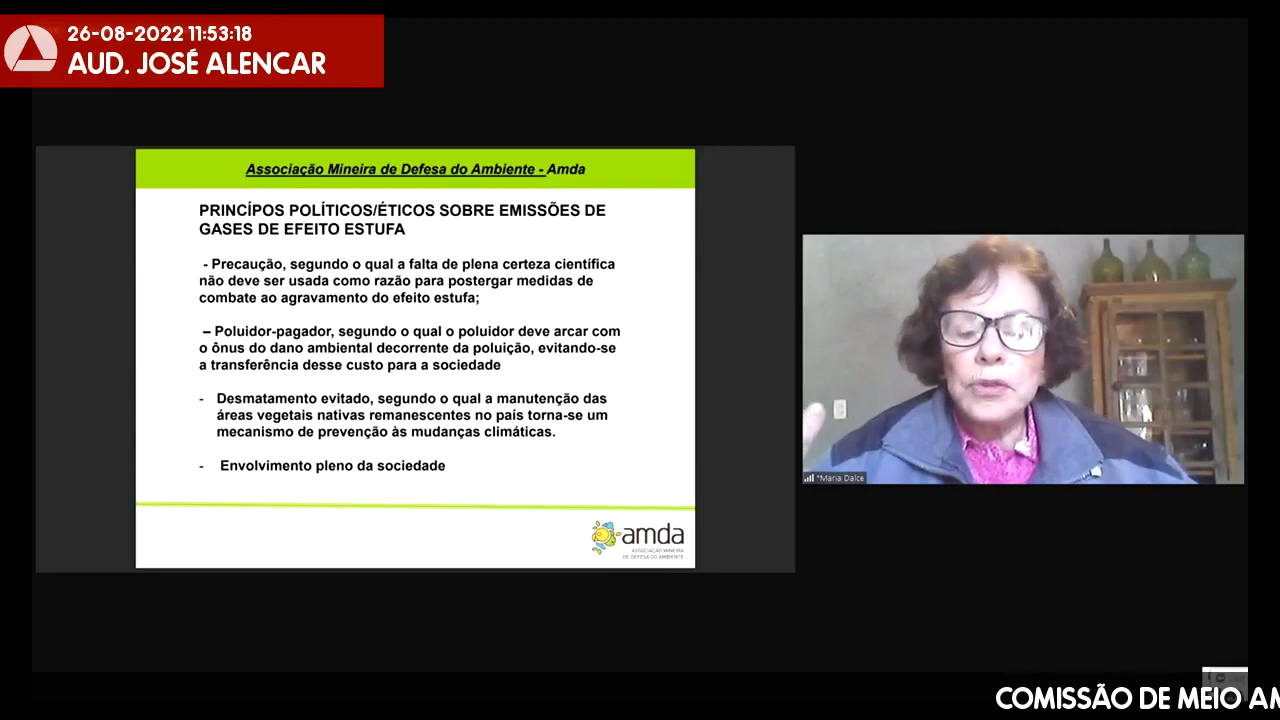 26-08-2022 11:53:18
AUD. JOSÉ ALENCAR
Associação Mineira de Defesa do Ambiente - Amda
PRINCÍPOS POLÍTICOS/ÉTICOS SOBRE EMISSÕES DE
GASES DE EFEITO ESTUFA
- Precaução, segundo o qual a falta de plena certeza científica
não deve ser usada como razão para postergar medidas de
combate ao agravamento do efeito estufa;
– Poluidor-pagador, segundo o qual o poluidor deve arcar com
o ônus do dano ambiental decorrente da poluição, evitando-se
a transferência desse custo para a sociedade
- Desmatamento evitado, segundo o qual a manutenção das
áreas vegetais nativas remanescentes no país torna-se um
mecanismo de prevenção às mudanças climáticas.
- Envolvimento pleno da sociedade
amda
ASSOCIAÇÃO MINEIRA
DE DEFESA DO AMBIENTE
*Maria Dalce
COMISSÃO DE MEIO AM